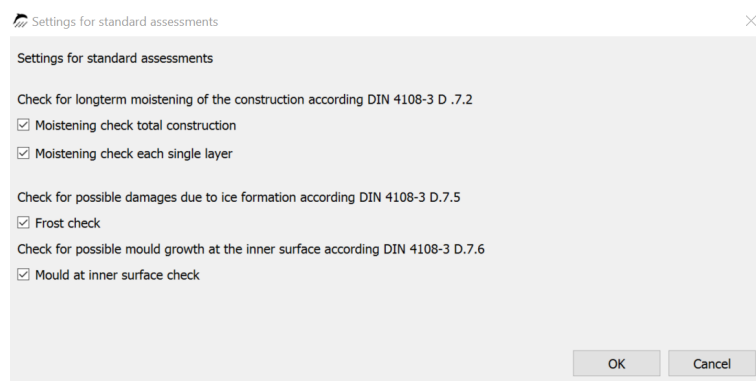 Settings for standard assessments
Settings for standard assessments
Check for longterm moistening of the construction according DIN 4108-3 D .7.2
Moistening check total construction
Moistening check each single layer
Check for possible damages due to ice formation according DIN 4108-3 D.7.5
Frost check
Check for possible mould growth at the inner surface according DIN 4108-3 D.7.6
Mould at inner surface check
OK Cancel